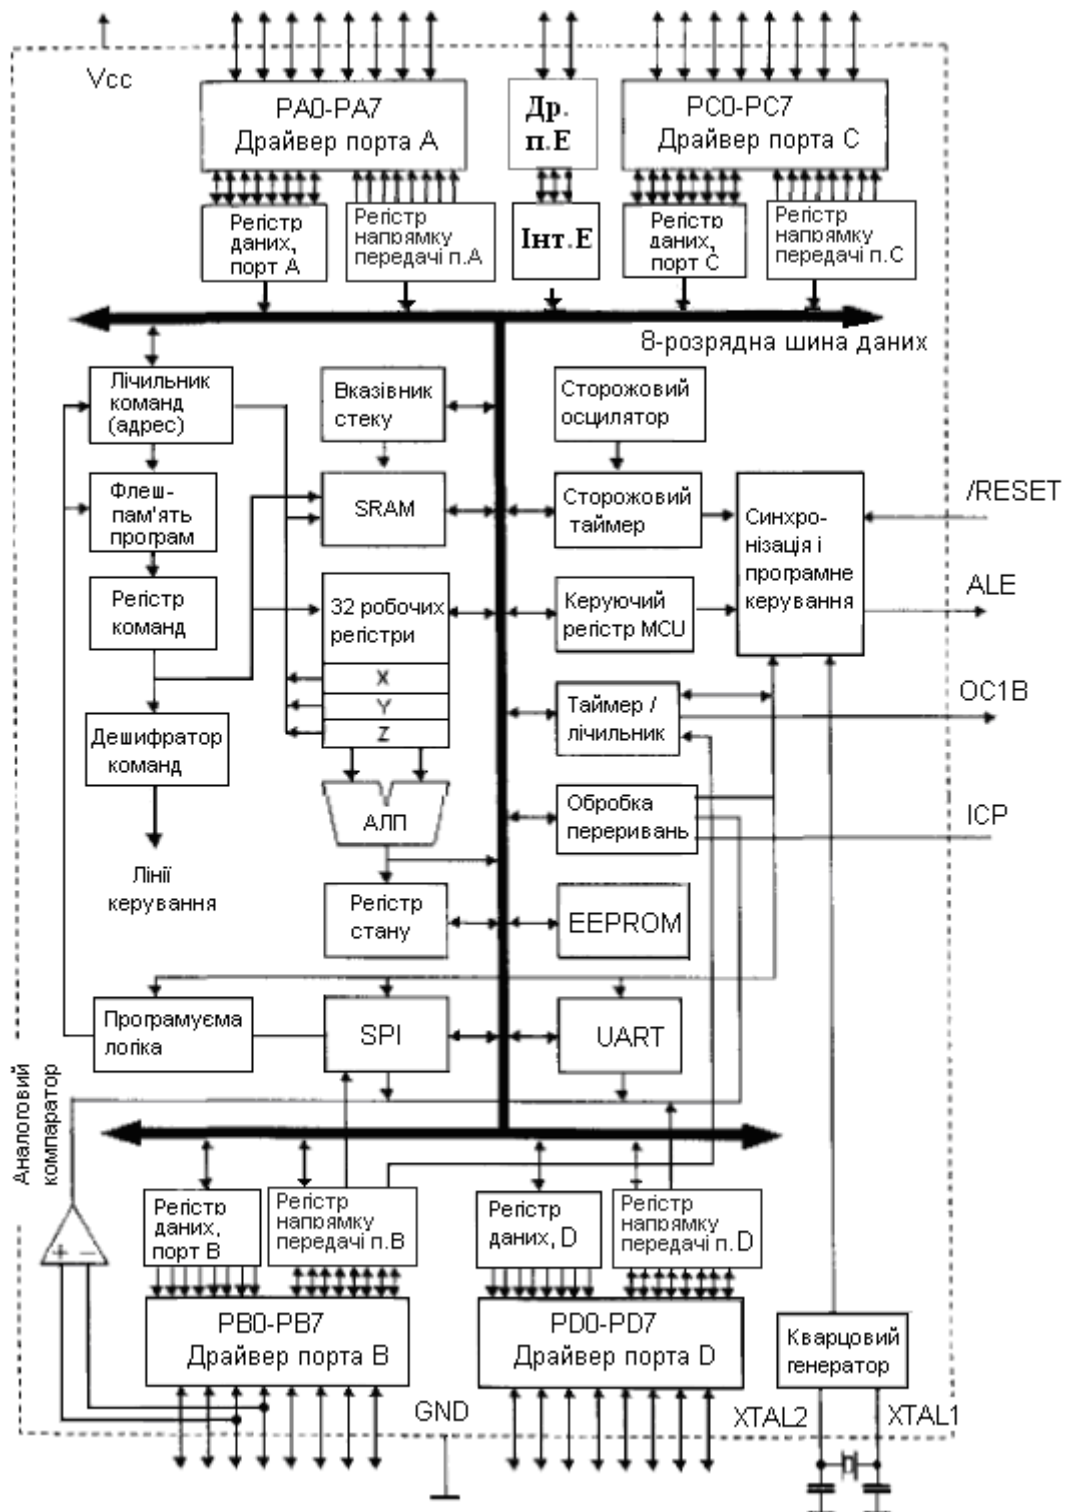 Vcc
PA0-PA7
Драйвер порта А
Др.
п.Е
PC0-PC7
Драйвер порта С
Регістр
даних,
порт А
Регістр
напрямку
передачі п.А
Інт.Е
Регістр
даних,
порт С
Регістр
напрямку
передачі п.С
8-розрядна шина даних
Лічильник
команд
(адрес)
Вказівник
стеку
Сторожовий
осцилятор
Флеш-
пам'ять
програм
SRAM
Сторожовий
таймер
Синхро-
нізація і
програмне
керування
/RESET
ALE
OC1B
ICP
Регістр
команд
32 робочих
регістри
X
Y
Z
Керуючий
регістр MCU
Таймер /
лічильник
Дешифратор
команд
АЛП
Обробка
переривань
Лінії
керування
Регістр
стану
EEPROM
Програмуєма
логіка
SPI
UART
Аналоговий
компаратор
+ −
Регістр
даних,
порт В
Регістр
напрямку
передачі п.В
Регістр
даних, D
Регістр
напрямку
передачі п.D
PB0-PB7
Драйвер порта В
PD0-PD7
Драйвер порта D
Кварцовий
генератор
GND
XTAL2
XTAL1